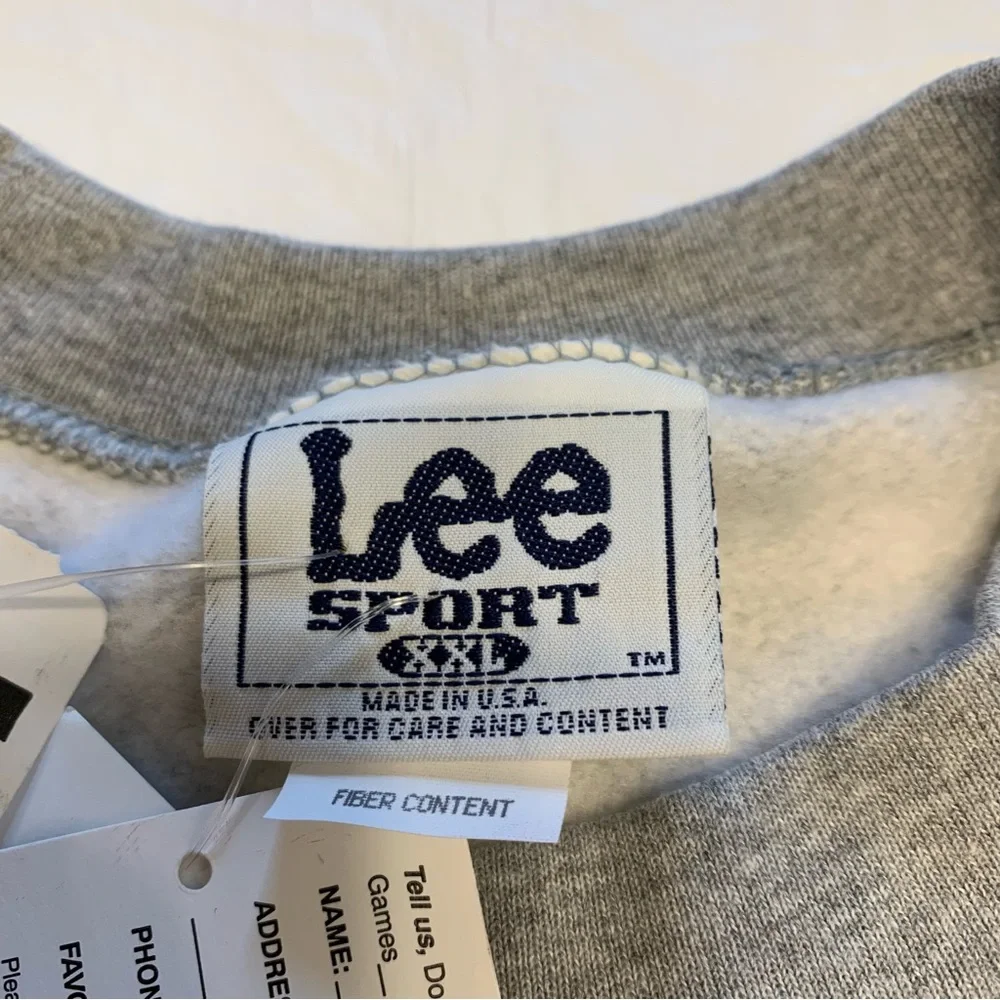 Lee
SPORT
XXL
TM
MADE IN U.S.A.
OVER FOR CARE AND CONTENT
FIBER CONTENT
Tell us, Do
Games
NAME:
ADDRES
PHON
FAVO
Plea